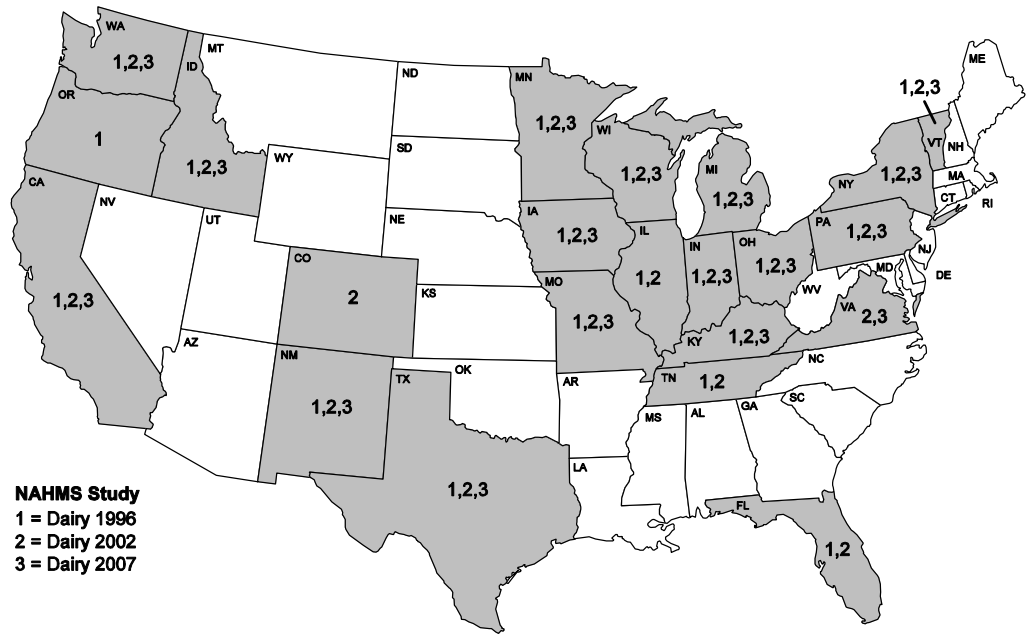 WA
1,2,3
ID
MT
ND
MN
ME
OR
1
1,2,3
1,2,3
WI
VT
NH
WY
SD
1,2,3
1,2,3
MI
1,2,3
NY
1,2,3
MA
CT
RI
CA
NV
UT
NE
IA
1,2,3
IL
IN
OH
PA
1,2,3
NJ
CO
2
KS
MO
1,2
1,2,3
1,2,3
WV
MD
DE
1,2,3
1,2,3
KY
1,2,3
VA
2,3
AZ
NM
1,2,3
TX
OK
AR
TN
1,2
NC
MS
AL
GA
SC
LA
1,2,3
FL
1,2
NAHMS Study
1 = Dairy 1996
2 = Dairy 2002
3 = Dairy 2007